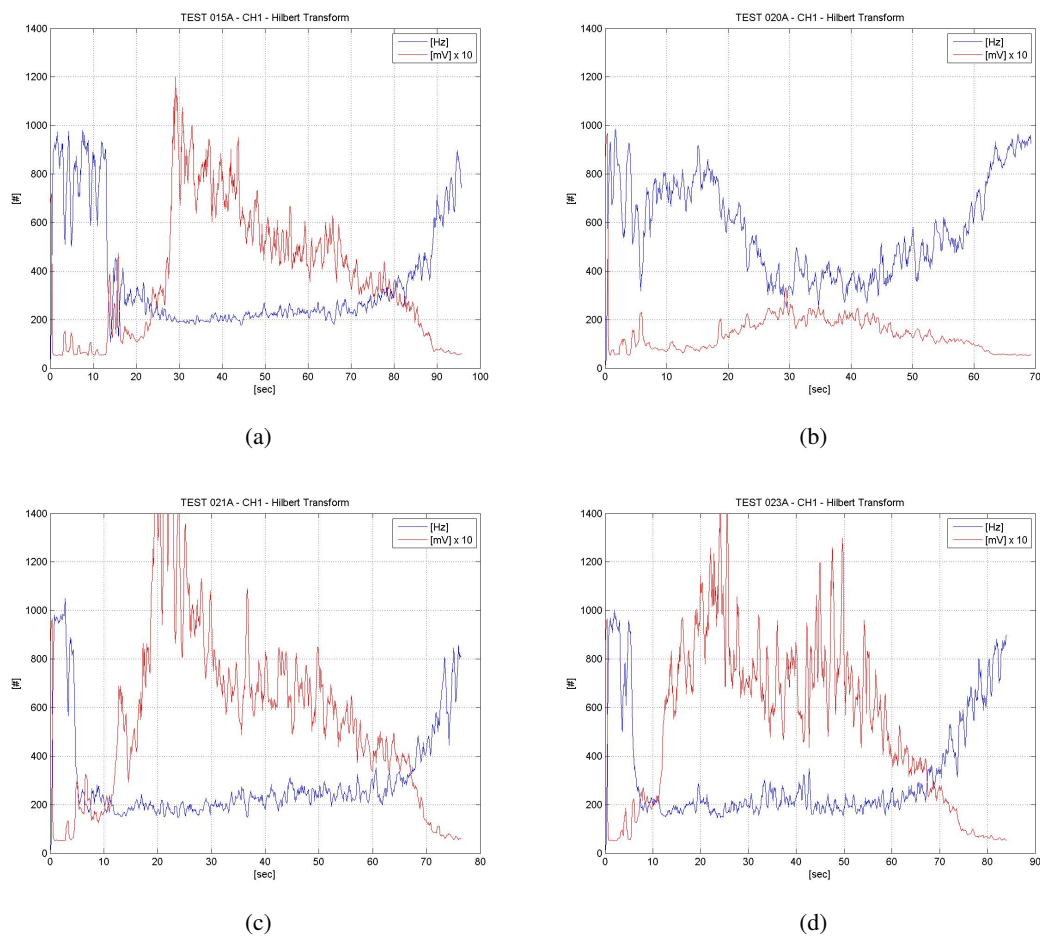 TEST 015A - CH1 - Hilbert Transform
1400
1200
1000
800
600
400
200
0
[#]
[Hz]
[mV] x 10
0 10 20 30 40 50 60 70 80 90 100
[sec]
(a)
TEST 020A - CH1 - Hilbert Transform
1400
1200
1000
800
600
400
200
0
[#]
[Hz]
[mV] x 10
0 10 20 30 40 50 60 70
[sec]
(b)
TEST 021A - CH1 - Hilbert Transform
1400
1200
1000
800
600
400
200
0
[#]
[Hz]
[mV] x 10
0 10 20 30 40 50 60 70 80
[sec]
(c)
TEST 023A - CH1 - Hilbert Transform
1400
1200
1000
800
600
400
200
0
[#]
[Hz]
[mV] x 10
0 10 20 30 40 50 60 70 80 90
[sec]
(d)